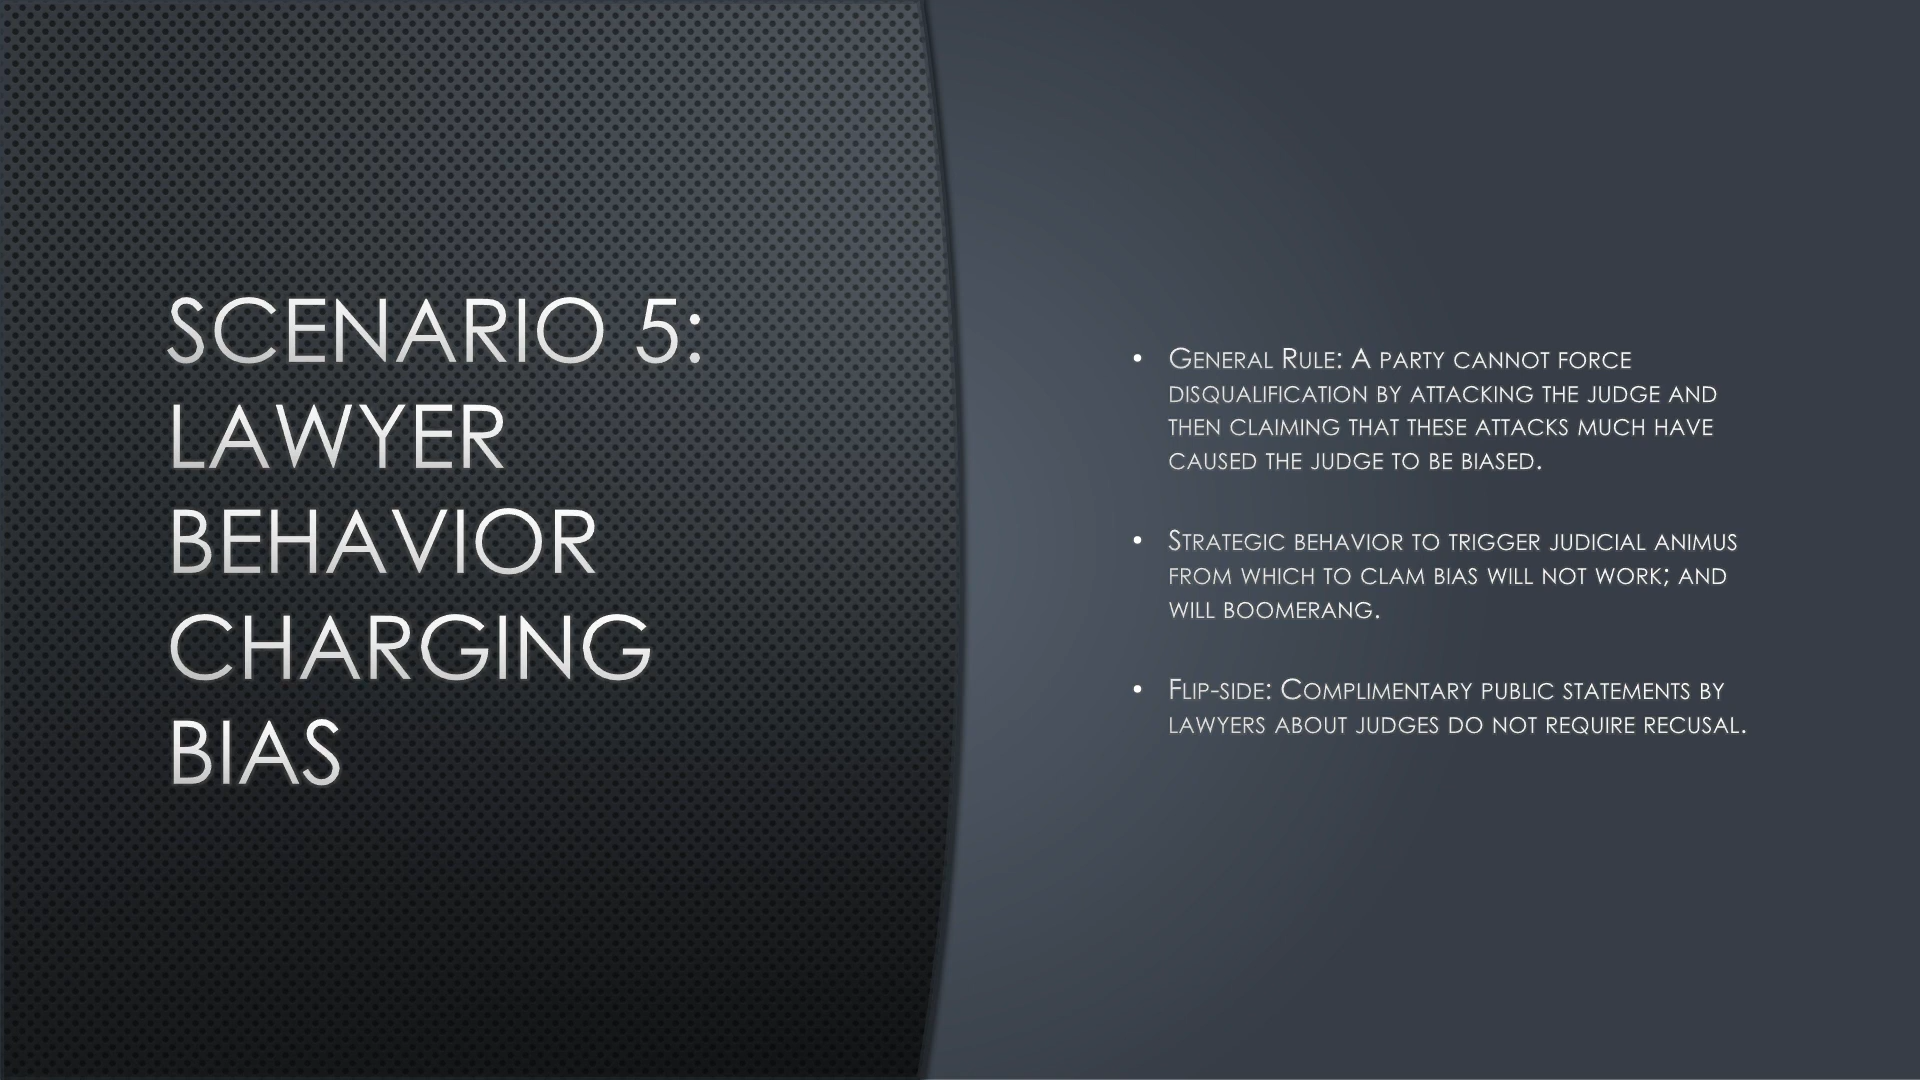 SCENARIO 5:
LAWYER
BEHAVIOR
CHARGING
BIAS
• General Rule: A party cannot force
disqualification by attacking the judge and
then claiming that these attacks much have
caused the judge to be biased.
• Strategic behavior to trigger judicial animus
from which to clam bias will not work; and
will boomerang.
• Flip-side: Complimentary public statements by
lawyers about judges do not require recusal.